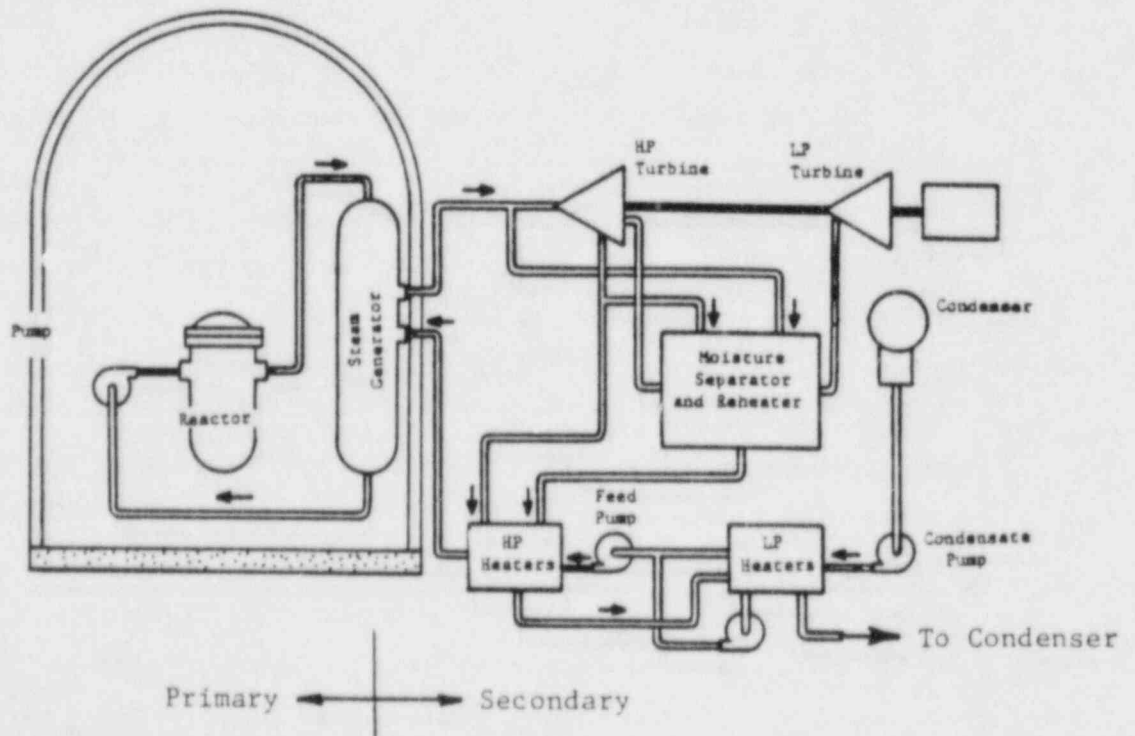 HP
Turbine
LP
Turbine
Pump
Reactor
Steam
Generator
Condenser
Moisture
Separator
and Reheater
Feed
Pump
HP
Heaters
LP
Heaters
Condensate
Pump
To Condenser
Primary
Secondary